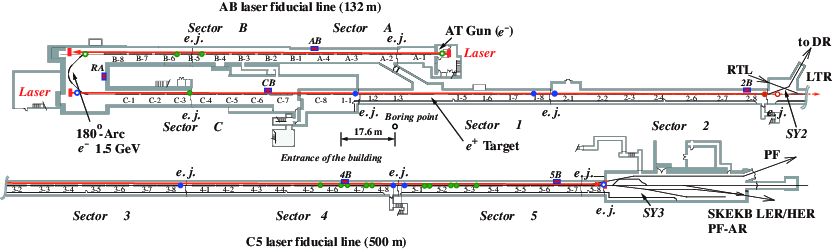 AB laser fiducial line (132 m)
Sector B
e. j.
Sector A
AT Gun (e⁻)
AB
Laser
B-8 B-7 B-6 B-5 B-4 B-3 B-2 B-1 A-4 A-3 A-2 A-1
to DR
RA
RTL
LTR
Laser
CB
2B
C-1 C-2 C-3 C-4 C-5 C-6 C-7 C-8 1-1 1-2 1-3 1-5 1-6 1-7 1-8 2-1 2-2 2-3 2-4 2-5 2-6 2-7 2-8
e. j.
Sector C
e. j.
Boring point
e. j.
e. j.
SY2
180°-Arc
e⁻ 1.5 GeV
17.6 m
Sector 1
e⁺ Target
Sector 2
Entrance of the building
PF
e. j.
4B
e. j.
5B
e. j.
3-2 3-3 3-4 3-5 3-6 3-7 3-8 4-1 4-2 4-3 4-4 4-5 4-6 4-7 4-8 5-1 5-2 5-3 5-4 5-5 5-6 5-7 5-8
Sector 3
Sector 4
Sector 5
e. j.
SY3
SKEKB LER/HER
PF-AR
C5 laser fiducial line (500 m)